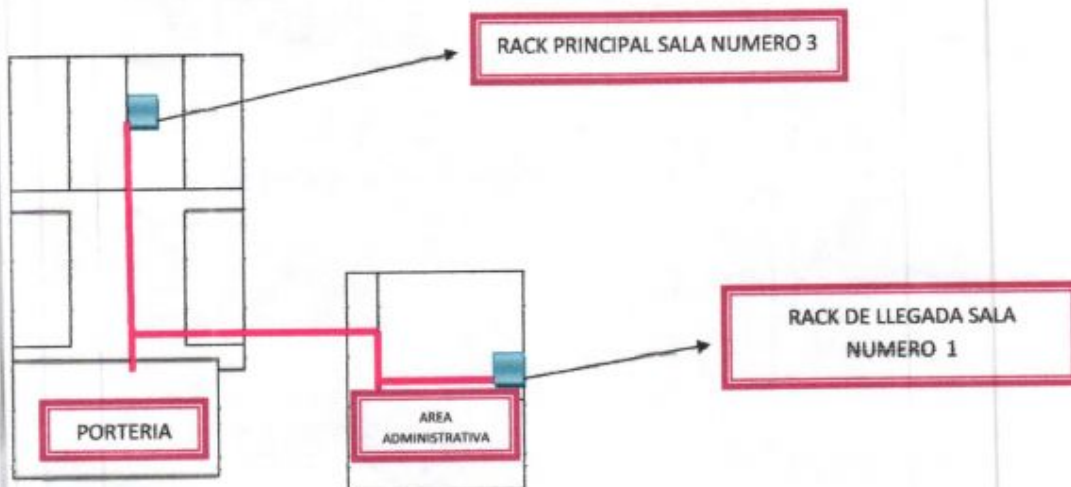 RACK PRINCIPAL SALA NUMERO 3
RACK DE LLEGADA SALA
NUMERO 1
PORTERIA
AREA
ADMINISTRATIVA